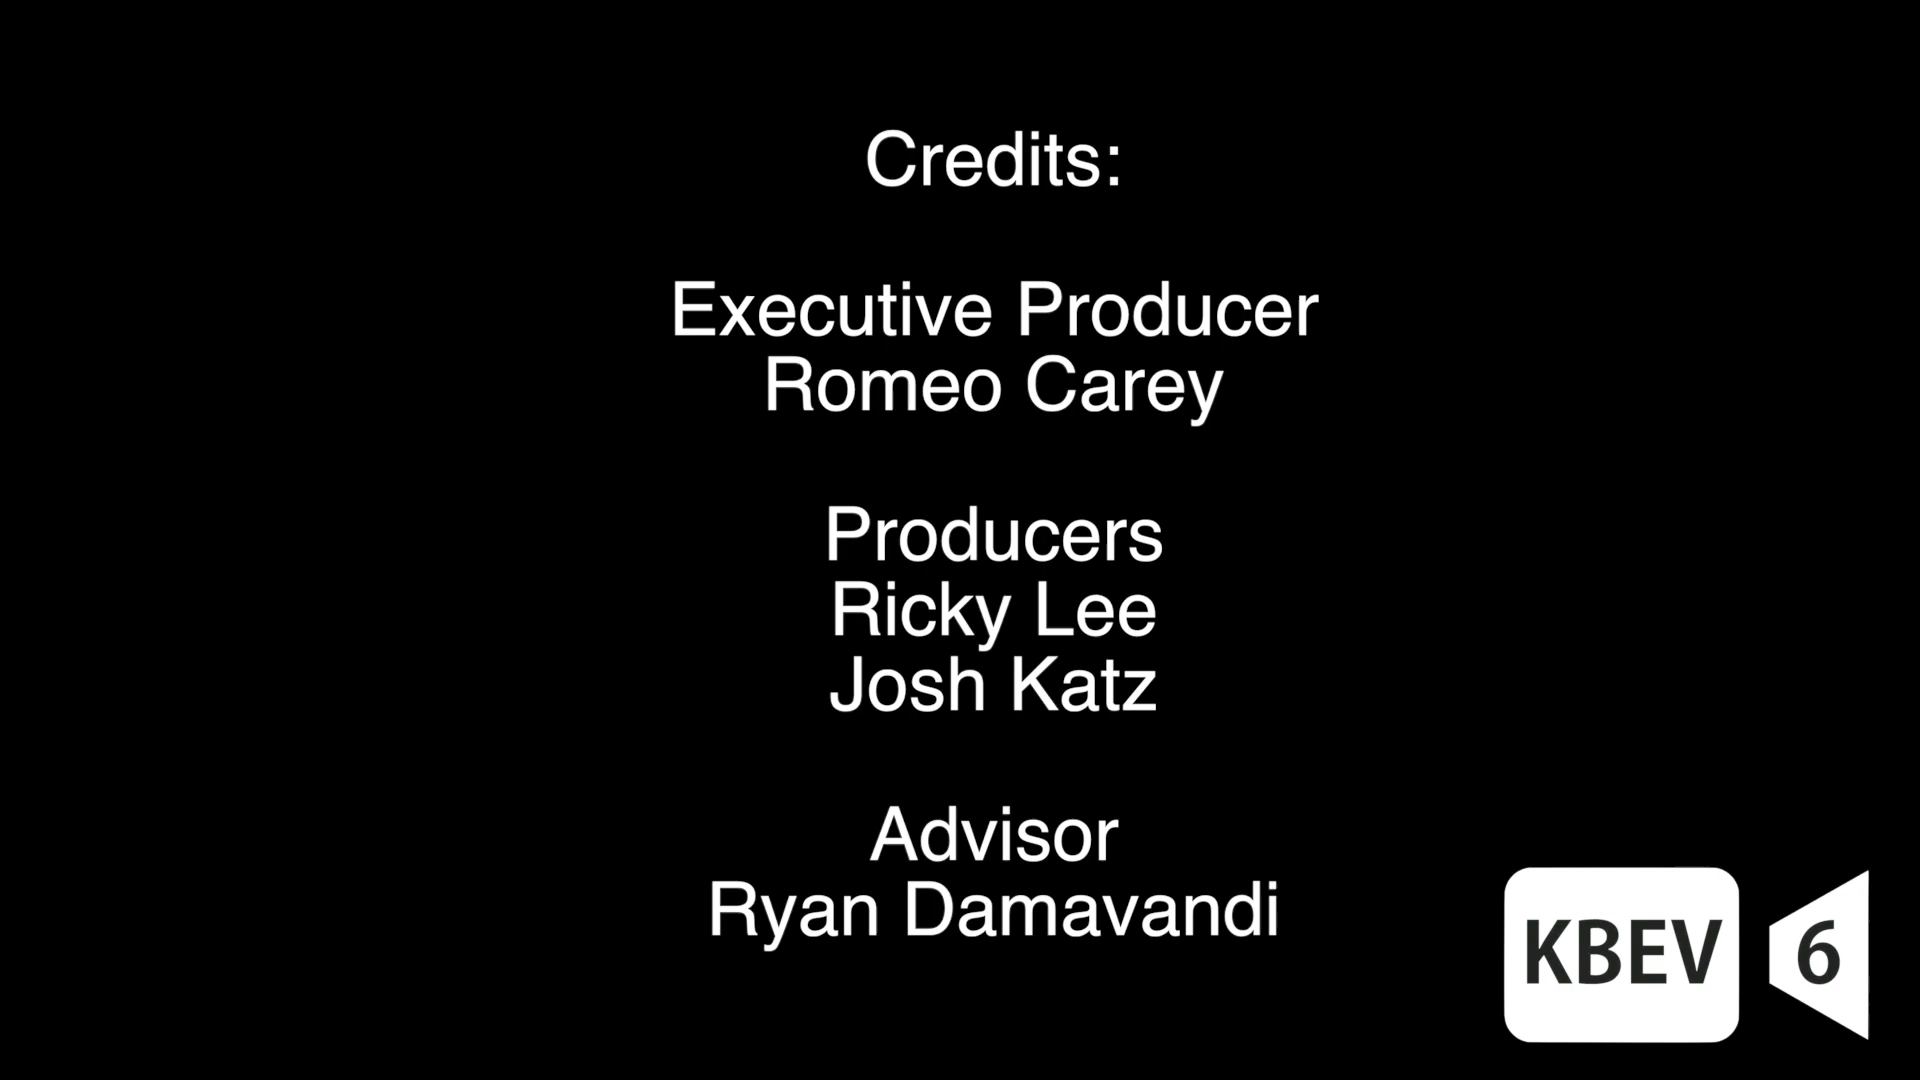 Credits:
Executive Producer
Romeo Carey
Producers
Ricky Lee
Josh Katz
Advisor
Ryan Damavandi
KBEV 6